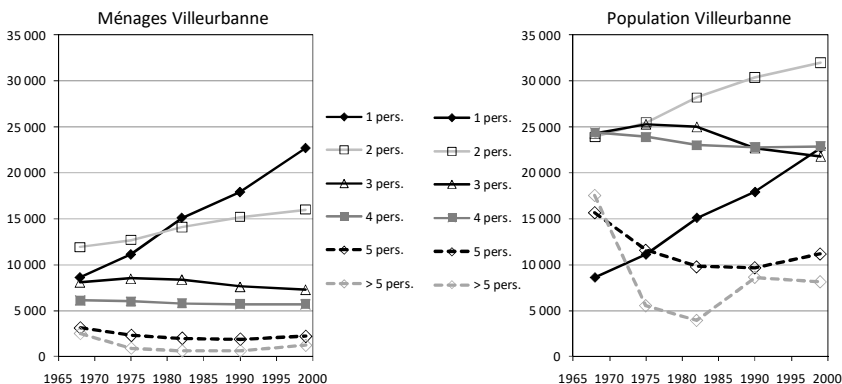 Ménages Villeurbanne
35 000
30 000
25 000
20 000
15 000
10 000
5 000
0
1965 1970 1975 1980 1985 1990 1995 2000
1 pers.
2 pers.
3 pers.
4 pers.
5 pers.
> 5 pers.
Population Villeurbanne
35 000
30 000
25 000
20 000
15 000
10 000
5 000
0
1965 1970 1975 1980 1985 1990 1995 2000
1 pers.
2 pers.
3 pers.
4 pers.
5 pers.
> 5 pers.